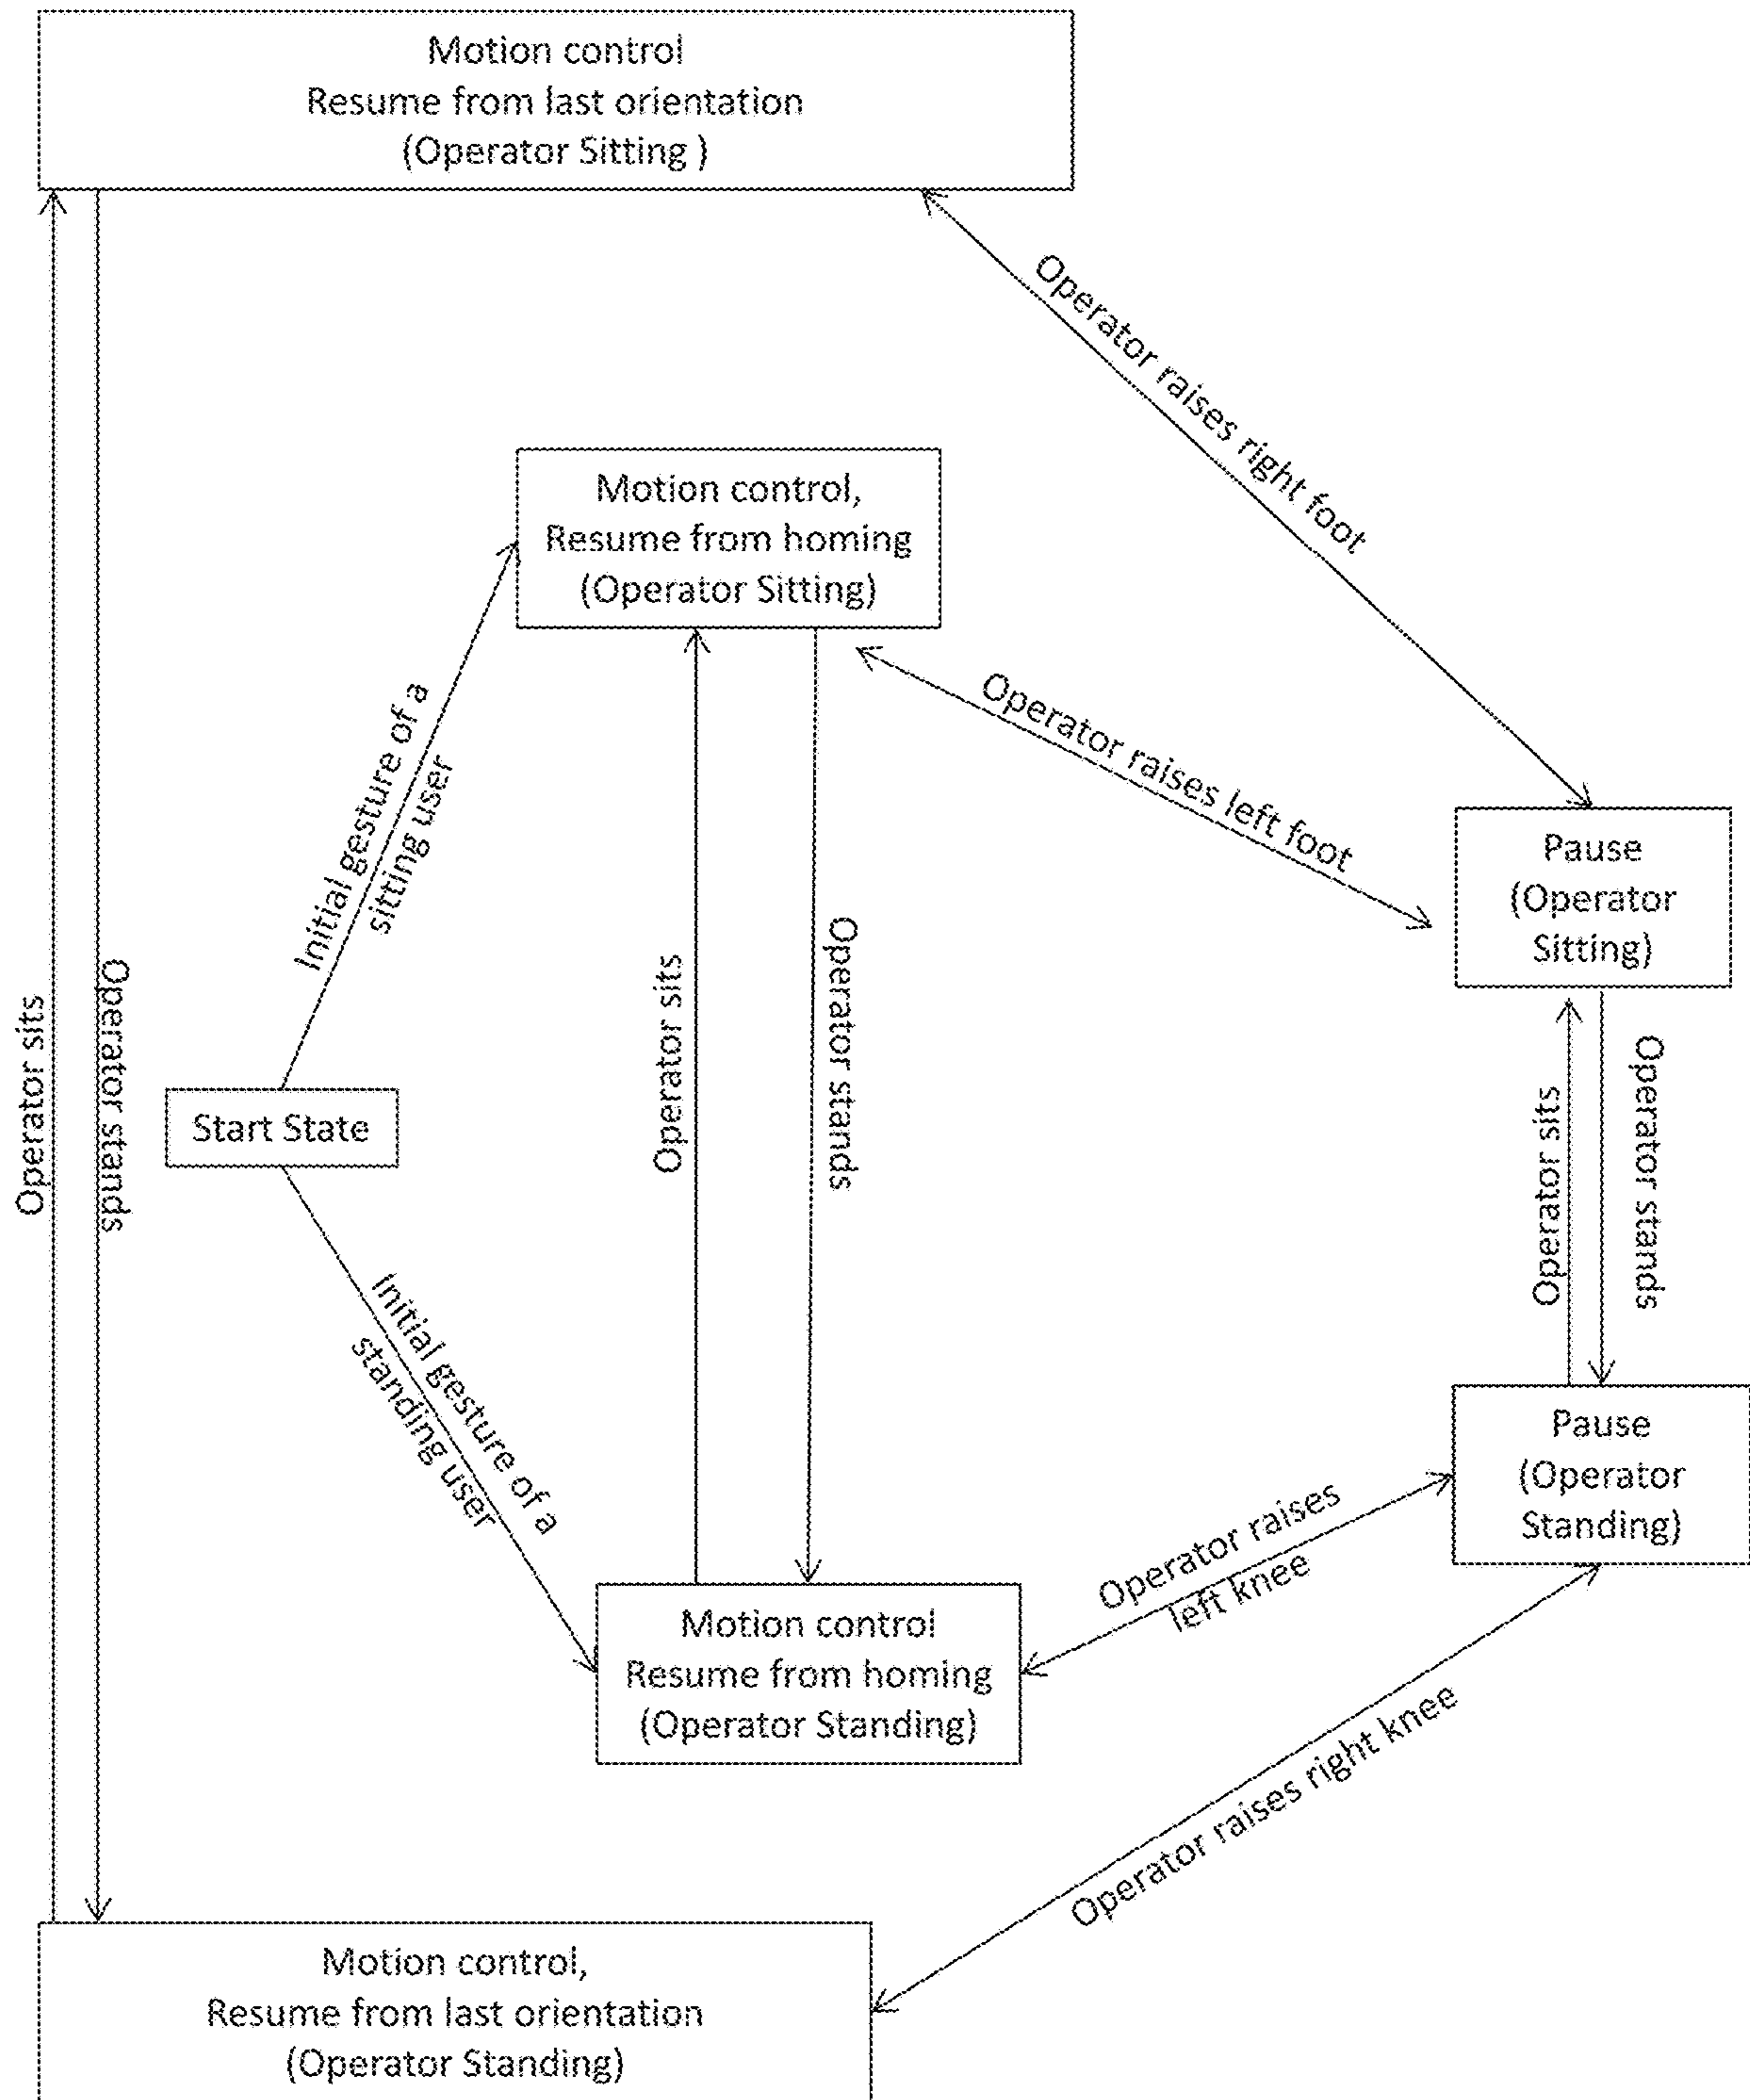 Motion control
Resume from last orientation
(Operator Sitting )
Operator raises right foot
Motion control,
Resume from homing
(Operator Sitting)
Operator raises left foot
Initial gesture of a
sitting user
Pause
(Operator
Sitting)
Operator sits
Operator stands
Start State
Operator sits
Operator stands
Operator sits
Operator stands
Initial gesture of a
standing user
Pause
(Operator
Standing)
Operator raises
left knee
Motion control
Resume from homing
(Operator Standing)
Operator raises right knee
Motion control,
Resume from last orientation
(Operator Standing)